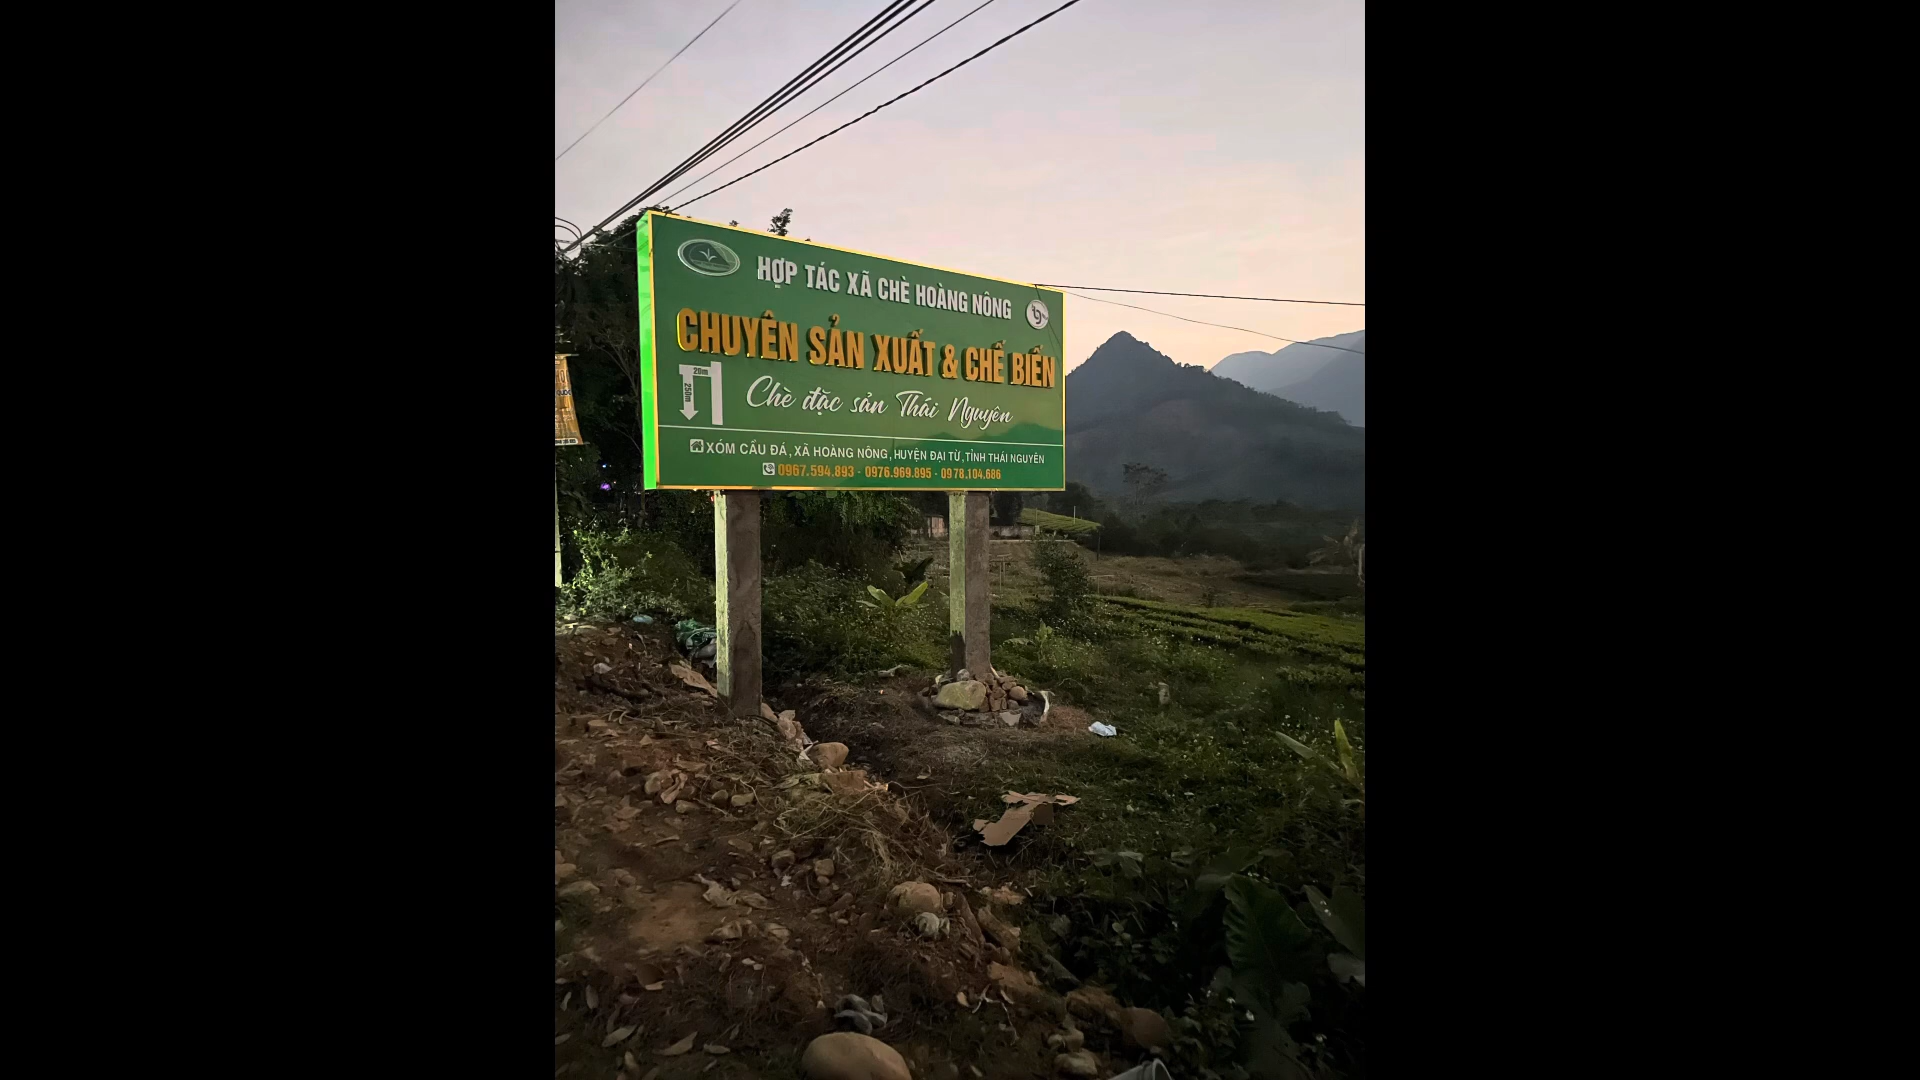 HỢP TÁC XÃ CHÈ HOÀNG NÔNG
CHUYÊN SẢN XUẤT & CHẾ BIẾN
20m
250m
Chè đặc sản Thái Nguyên
XÓM CẦU ĐÁ, XÃ HOÀNG NÔNG, HUYỆN ĐẠI TỪ, TỈNH THÁI NGUYÊN
0967.594.893 - 0976.969.895 - 0978.104.686